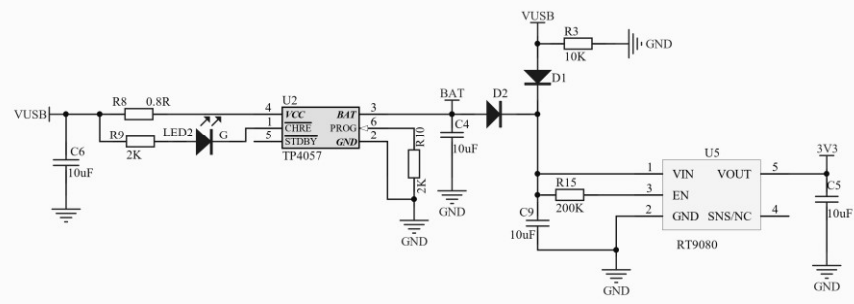 VUSB
R3
10K
GND
D1
VUSB
R8 0.8R
R9
2K
LED2 G
C6
10uF
U2
4 VCC BAT 3
1 CHRE PROG 6
5 STDBY GND 2
TP4057
R10
2K
GND
BAT
C4
10uF
GND
D2
U5
1 VIN VOUT 5
3 EN
2 GND SNS/NC 4
RT9080
R15
200K
C9
10uF
GND
3V3
C5
10uF
GND